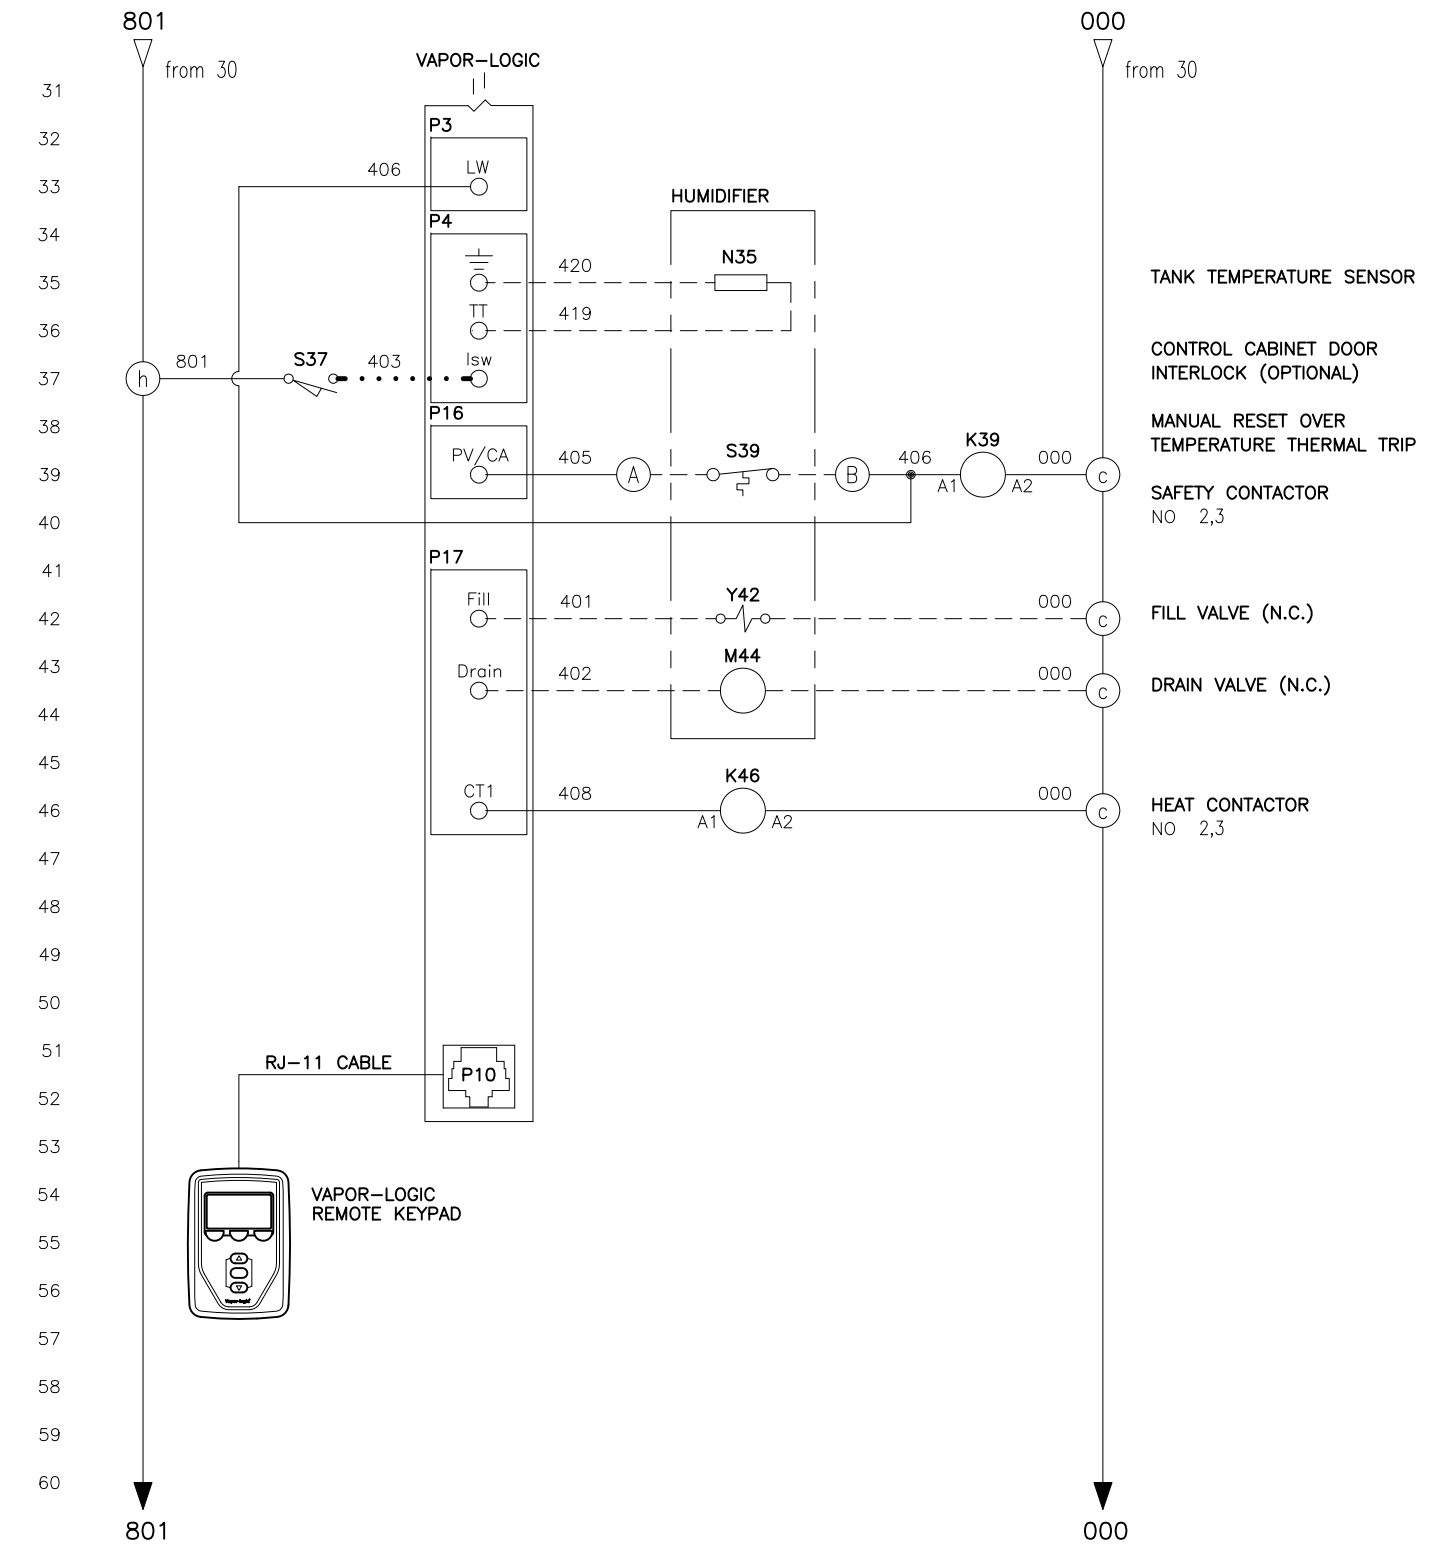 801
000
from 30
from 30
VAPOR-LOGIC
31
P3
32
406
LW
33
HUMIDIFIER
P4
34
N35
420
TANK TEMPERATURE SENSOR
35
TT
419
36
CONTROL CABINET DOOR
INTERLOCK (OPTIONAL)
801
S37
403
Isw
h
37
P16
MANUAL RESET OVER
TEMPERATURE THERMAL TRIP
38
PV/CA
405
S39
K39
406
000
39
A
B
A1
A2
c
SAFETY CONTACTOR
NO 2,3
40
P17
41
Fill
401
Y42
000
42
c
FILL VALVE (N.C.)
43
Drain
402
M44
000
c
DRAIN VALVE (N.C.)
44
45
K46
CT1
408
000
46
A1
A2
c
HEAT CONTACTOR
NO 2,3
47
48
49
50
51
RJ-11 CABLE
P10
52
53
54
VAPOR-LOGIC
REMOTE KEYPAD
55
56
Vapor-logic
57
58
59
60
801
000